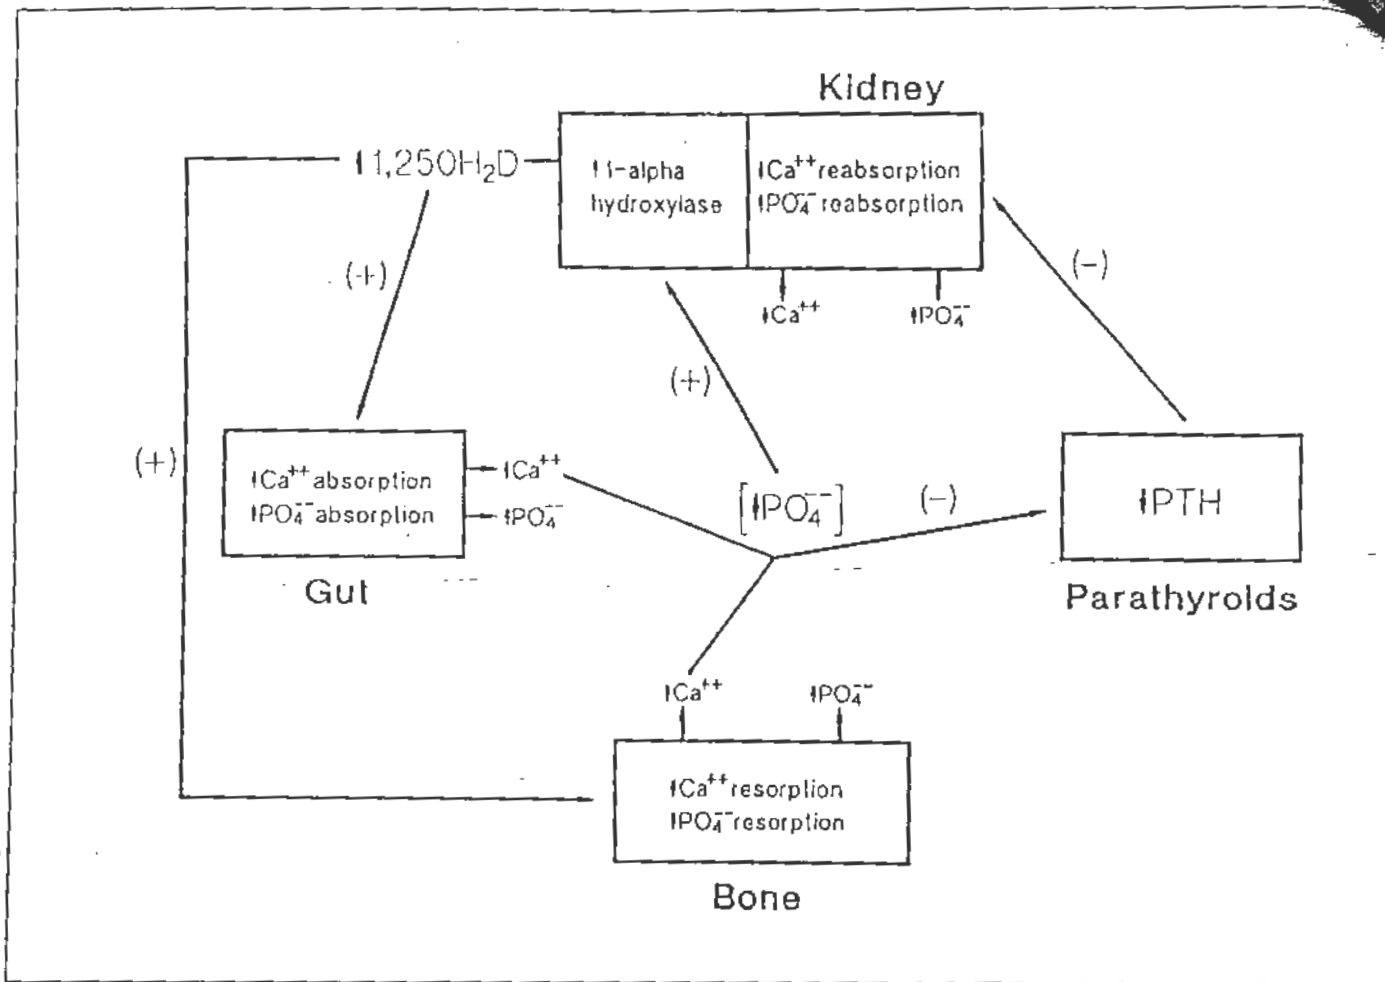 Kidney
1,25OH₂D
1-alpha
hydroxylase
Ca⁺⁺ reabsorption
PO₄⁻⁻ reabsorption
(+)
(-)
Ca⁺⁺
PO₄⁻⁻
(+)
(+)
Ca⁺⁺ absorption
PO₄⁻⁻ absorption
Ca⁺⁺
PO₄⁻⁻
[PO₄⁻⁻]
(-)
PTH
Gut
Parathyroids
Ca⁺⁺
PO₄⁻⁻
Ca⁺⁺ resorption
PO₄⁻⁻ resorption
Bone